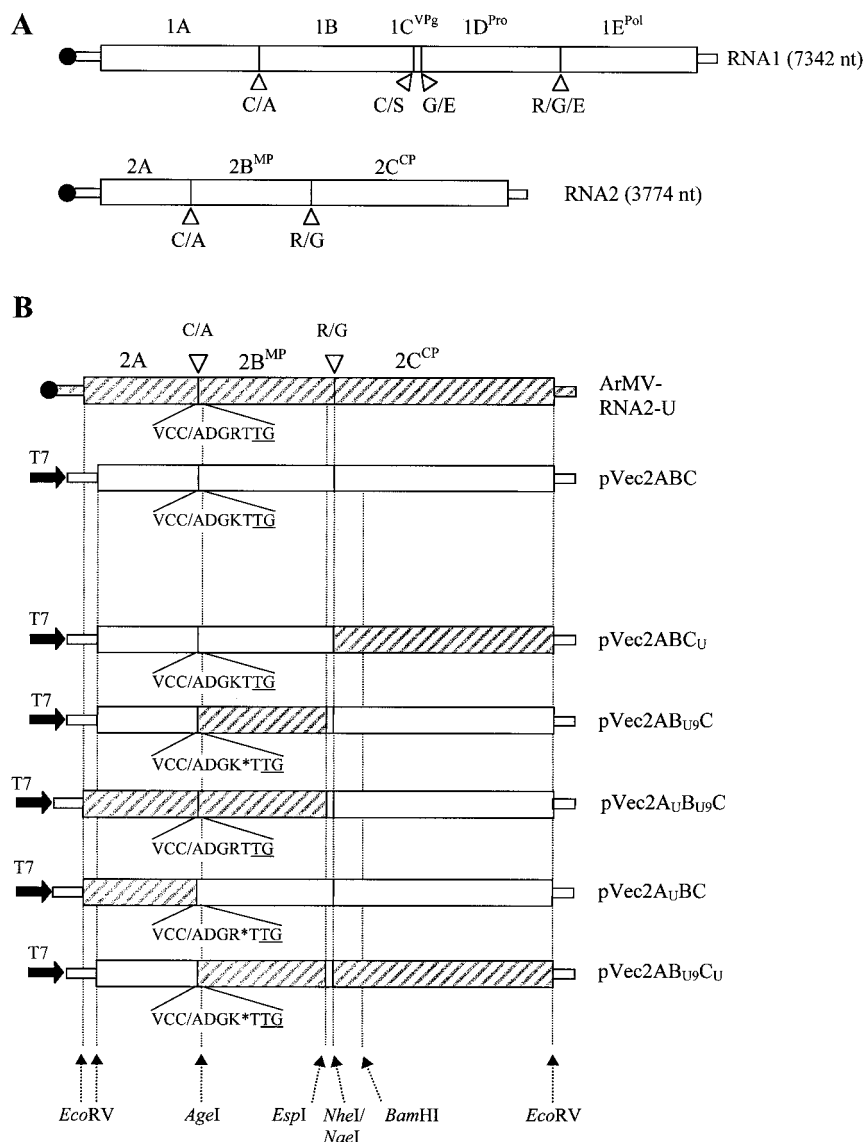 A
1A 1B 1C^VPg 1D^Pro 1E^Pol
RNA1 (7342 nt)
C/A C/S G/E R/G/E
2A 2B^MP 2C^CP
RNA2 (3774 nt)
C/A R/G
B
C/A R/G
2A 2B^MP 2C^CP
ArMV-
RNA2-U
VCC/ADGRTTG
T7
pVec2ABC
VCC/ADGKTTG
T7
pVec2ABC_U
VCC/ADGKTTG
T7
pVec2AB_U9C
VCC/ADGK*TTG
T7
pVec2A_UB_U9C
VCC/ADGRTTG
T7
pVec2A_UBC
VCC/ADGR*TTG
T7
pVec2AB_U9C_U
VCC/ADGK*TTG
EcoRV AgeI EspI NheI/ BamHI EcoRV
NaeI